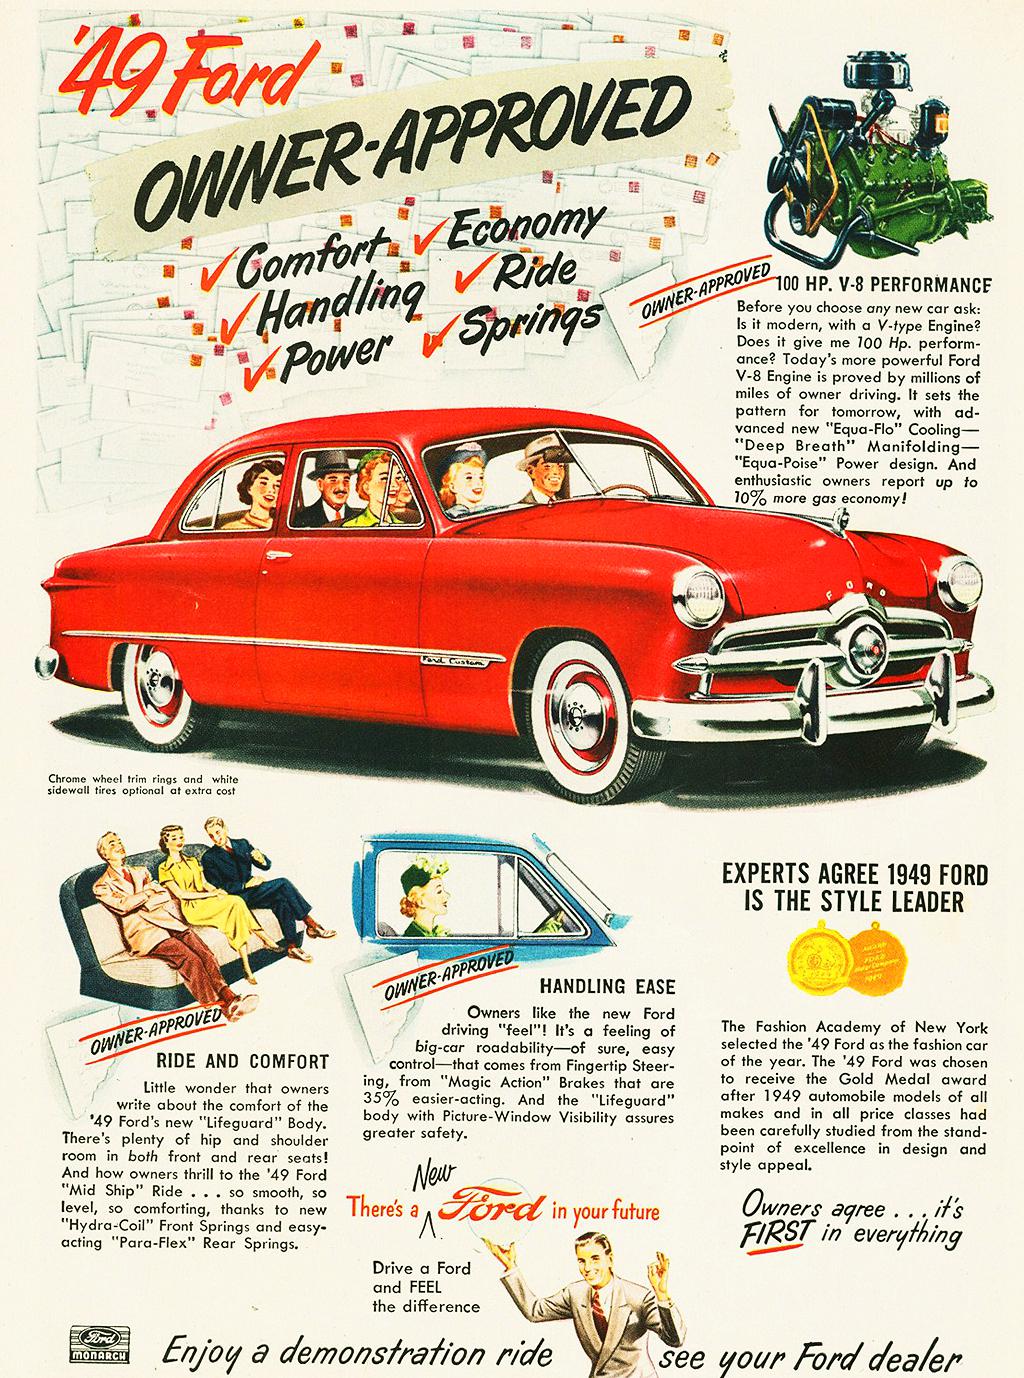 '49 Ford
OWNER-APPROVED
✓Comfort ✓Economy
✓Handling ✓Ride
✓Power ✓Springs
OWNER-APPROVED
100 HP. V-8 PERFORMANCE
Before you choose any new car ask:
Is it modern, with a V-type Engine?
Does it give me 100 Hp. perform-
ance? Today's more powerful Ford
V-8 Engine is proved by millions of
miles of owner driving. It sets the
pattern for tomorrow, with ad-
vanced new "Equa-Flo" Cooling—
"Deep Breath" Manifolding—
"Equa-Poise" Power design. And
enthusiastic owners report up to
10% more gas economy!
FORD
Ford Custom
Chrome wheel trim rings and white
sidewall tires optional at extra cost
OWNER-APPROVED
RIDE AND COMFORT
Little wonder that owners
write about the comfort of the
'49 Ford's new "Lifeguard" Body.
There's plenty of hip and shoulder
room in both front and rear seats!
And how owners thrill to the '49 Ford
"Mid Ship" Ride . . . so smooth, so
level, so comforting, thanks to new
"Hydra-Coil" Front Springs and easy-
acting "Para-Flex" Rear Springs.
OWNER-APPROVED
HANDLING EASE
Owners like the new Ford
driving "feel"! It's a feeling of
big-car roadability—of sure, easy
control—that comes from Fingertip Steer-
ing, from "Magic Action" Brakes that are
35% easier-acting. And the "Lifeguard"
body with Picture-Window Visibility assures
greater safety.
EXPERTS AGREE 1949 FORD
IS THE STYLE LEADER
The Fashion Academy of New York
selected the '49 Ford as the fashion car
of the year. The '49 Ford was chosen
to receive the Gold Medal award
after 1949 automobile models of all
makes and in all price classes had
been carefully studied from the stand-
point of excellence in design and
style appeal.
Owners agree . . . it's
FIRST in everything
New
There's a Ford in your future
Drive a Ford
and FEEL
the difference
Ford
MONARCH
Enjoy a demonstration ride see your Ford dealer